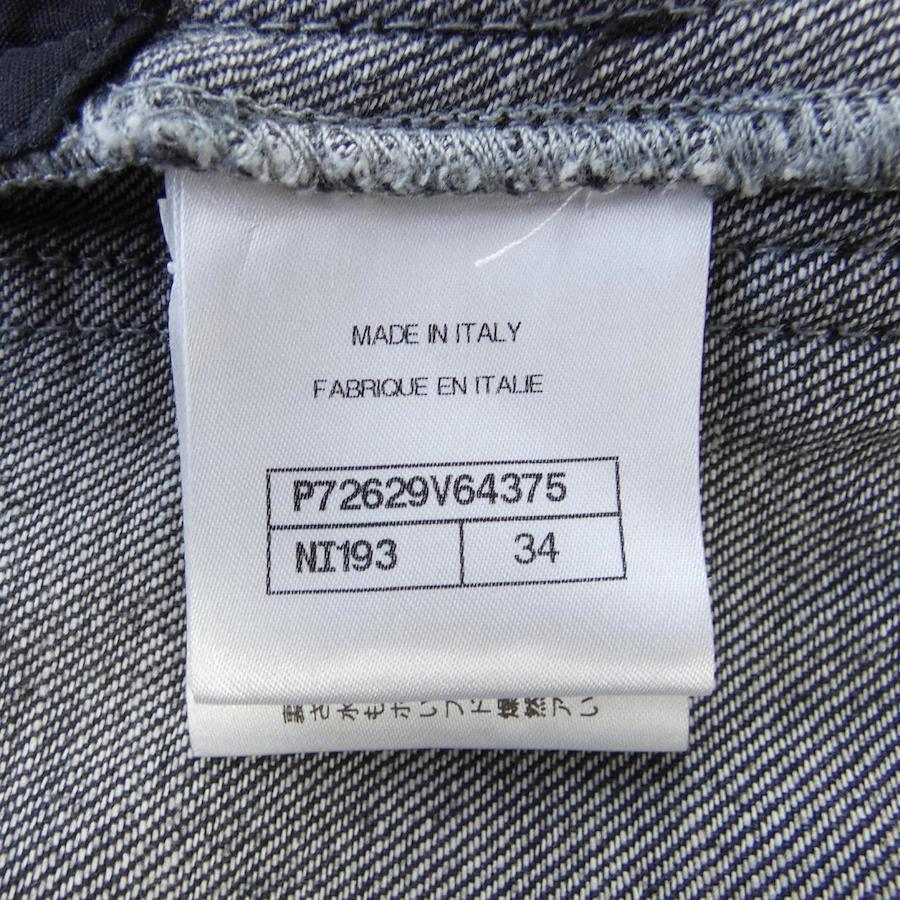 MADE IN ITALY
FABRIQUE EN ITALIE
P72629V64375
NI193 34